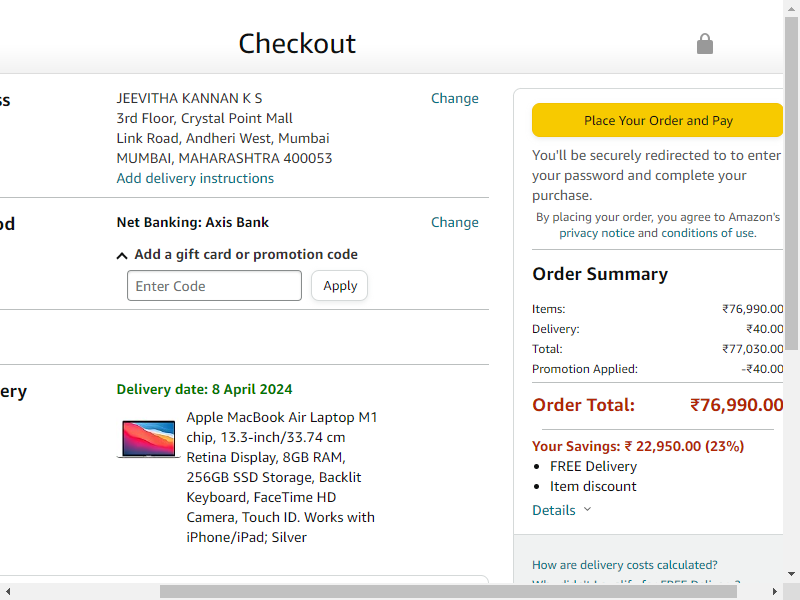 Checkout
ss
JEEVITHA KANNAN K S
Change
3rd Floor, Crystal Point Mall
Link Road, Andheri West, Mumbai
MUMBAI, MAHARASHTRA 400053
Add delivery instructions
od
Net Banking: Axis Bank
Change
Add a gift card or promotion code
Enter Code
Apply
ery
Delivery date: 8 April 2024
Apple MacBook Air Laptop M1
chip, 13.3-inch/33.74 cm
Retina Display, 8GB RAM,
256GB SSD Storage, Backlit
Keyboard, FaceTime HD
Camera, Touch ID. Works with
iPhone/iPad; Silver
Place Your Order and Pay
You'll be securely redirected to to enter
your password and complete your
purchase.
By placing your order, you agree to Amazon's
privacy notice and conditions of use.
Order Summary
Items: ₹76,990.00
Delivery: ₹40.00
Total: ₹77,030.00
Promotion Applied: -₹40.00
Order Total: ₹76,990.00
Your Savings: ₹ 22,950.00 (23%)
FREE Delivery
Item discount
Details
How are delivery costs calculated?